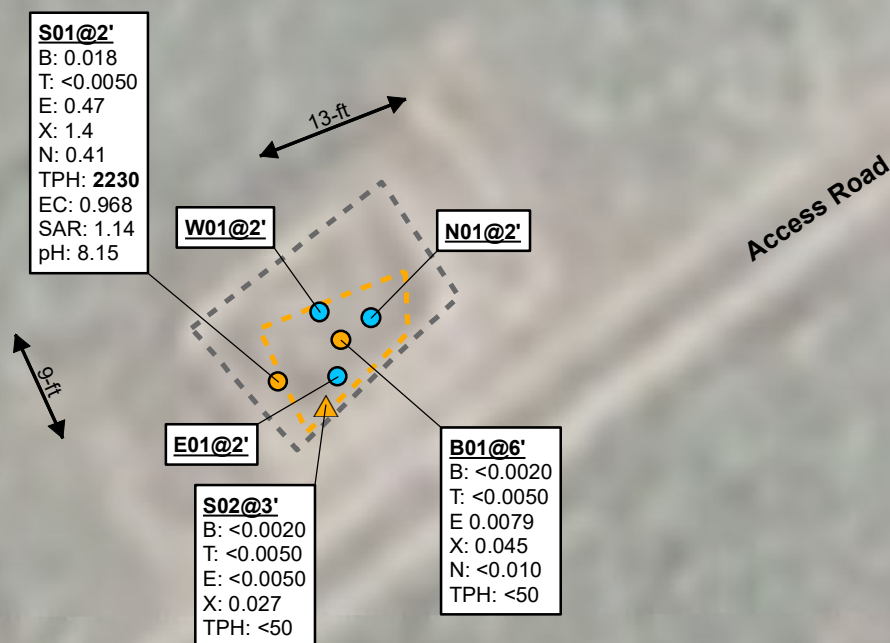 S01@2'
B: 0.018
T: <0.0050
E: 0.47
X: 1.4
N: 0.41
TPH: 2230
EC: 0.968
SAR: 1.14
pH: 8.15
13-ft
W01@2'
N01@2'
Access Road
9-ft
E01@2'
S02@3'
B: <0.0020
T: <0.0050
E: <0.0050
X: 0.027
TPH: <50
B01@6'
B: <0.0020
T: <0.0050
E 0.0079
X: 0.045
N: <0.010
TPH: <50